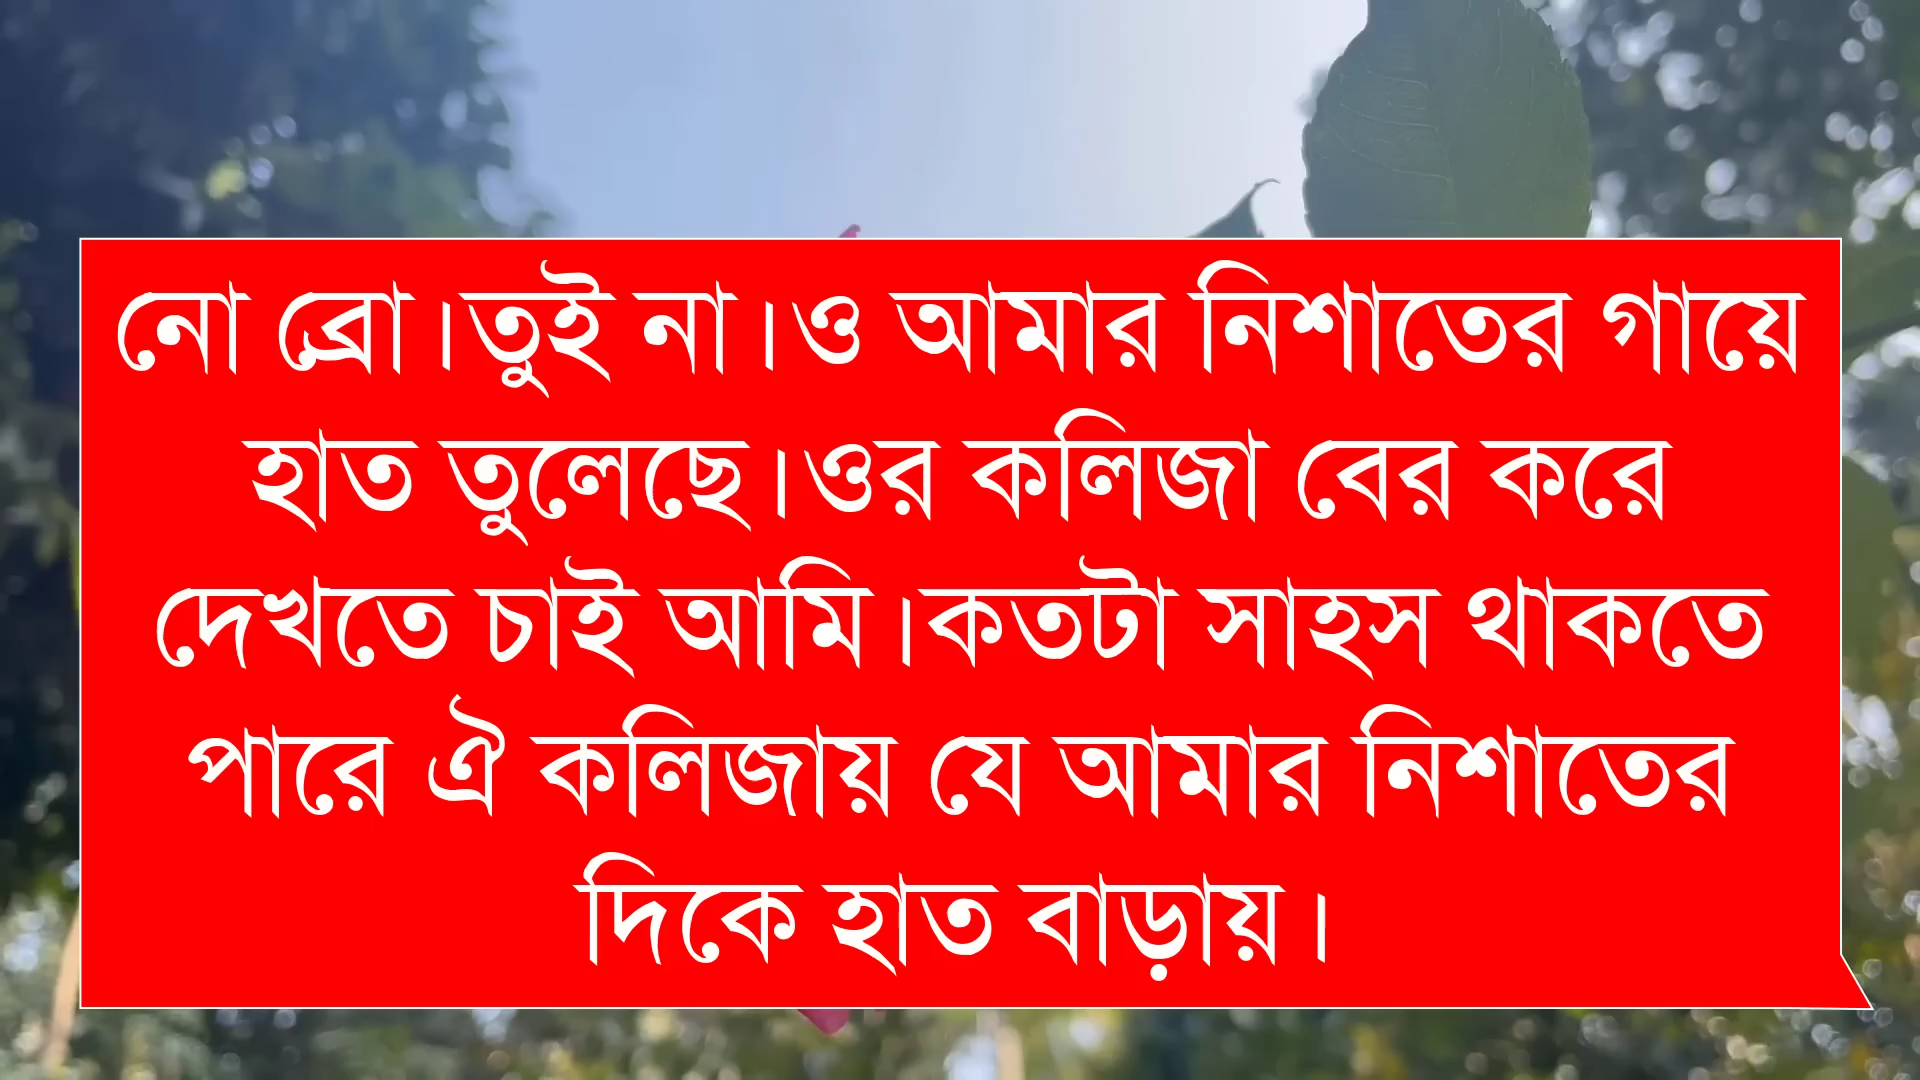 নো ব্রো।তুই না।ও আমার নিশাতের গায়ে
হাত তুলেছে।ওর কলিজা বের করে
দেখতে চাই আমি।কতটা সাহস থাকতে
পারে ঐ কলিজায় যে আমার নিশাতের
দিকে হাত বাড়ায়।